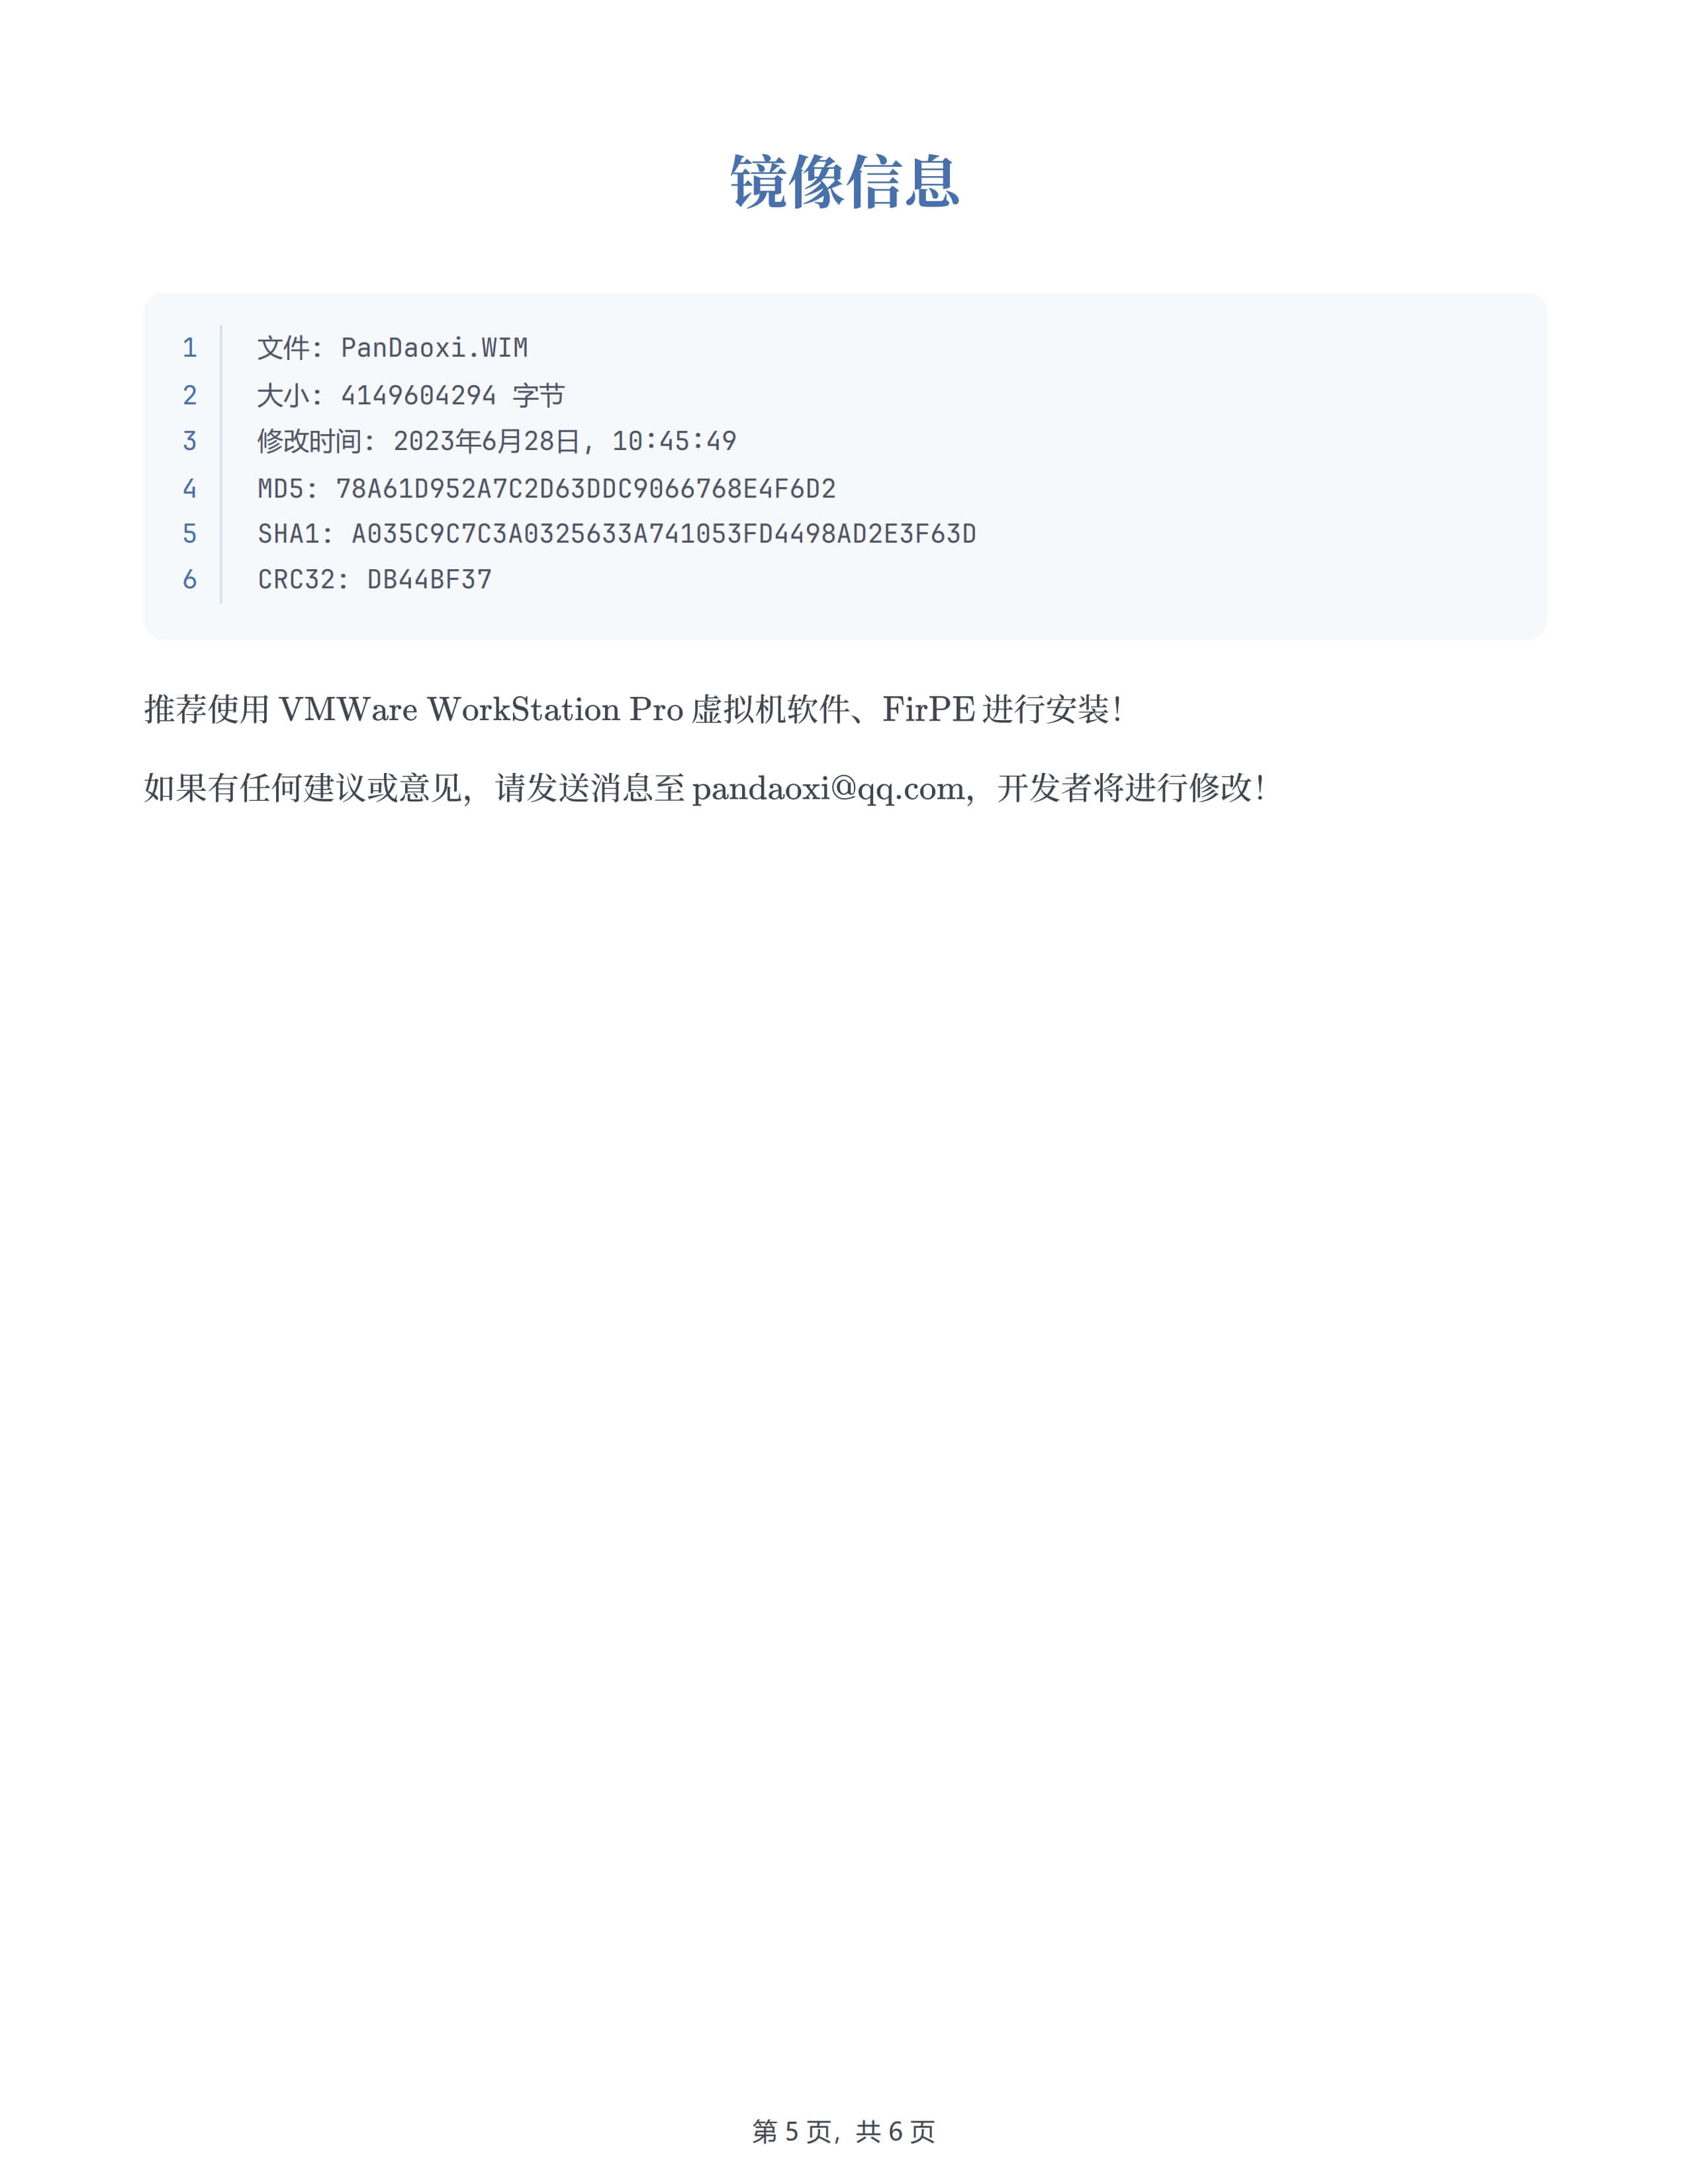 镜像信息
1 文件: PanDaoxi.WIM
2 大小: 4149604294 字节
3 修改时间: 2023年6月28日, 10:45:49
4 MD5: 78A61D952A7C2D63DDC9066768E4F6D2
5 SHA1: A035C9C7C3A0325633A741053FD4498AD2E3F63D
6 CRC32: DB44BF37
推荐使用 VMWare WorkStation Pro 虚拟机软件、FirPE 进行安装！
如果有任何建议或意见，请发送消息至 pandaoxi@qq.com，开发者将进行修改！
第 5 页，共 6 页